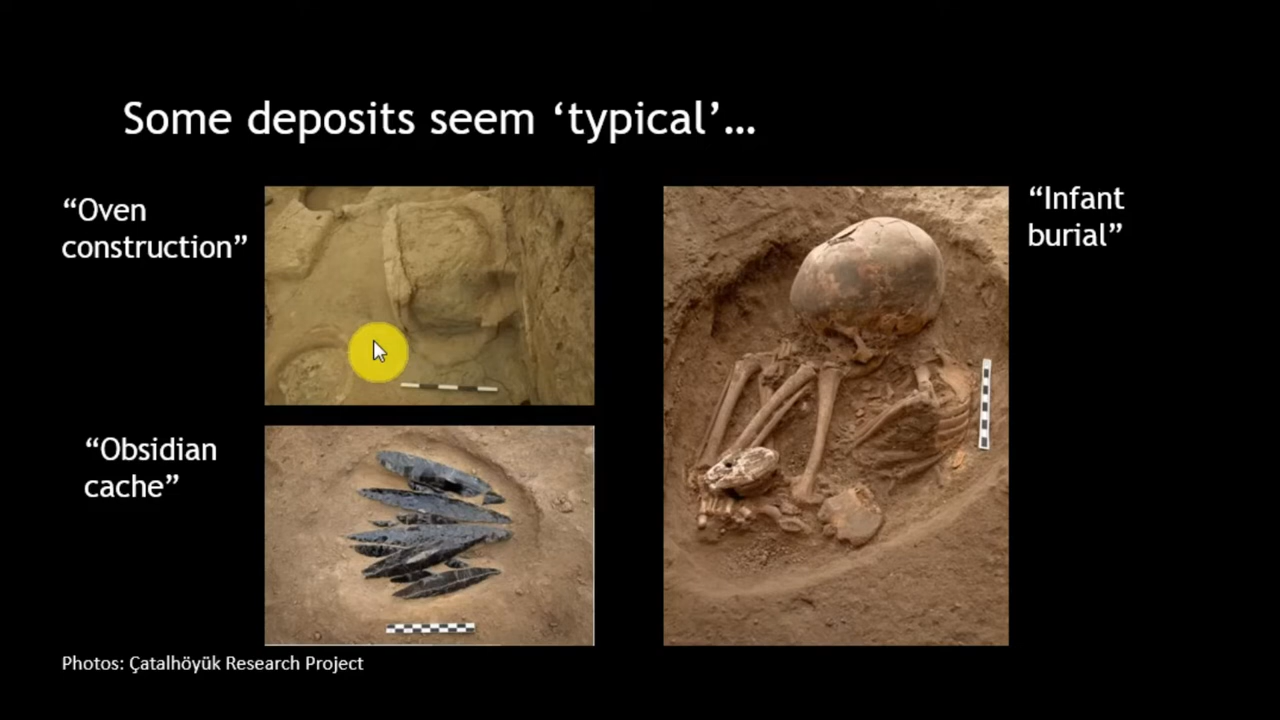 Some deposits seem ‘typical’…
“Oven
construction”
“Infant
burial”
“Obsidian
cache”
Photos: Çatalhöyük Research Project